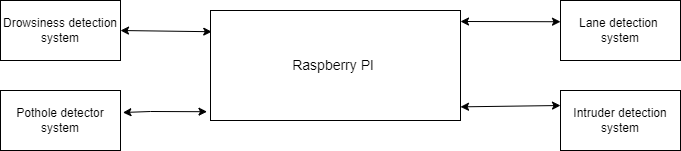 Drowsiness detection
system
Lane detection
system
Raspberry PI
Pothole detector
system
Intruder detection
system